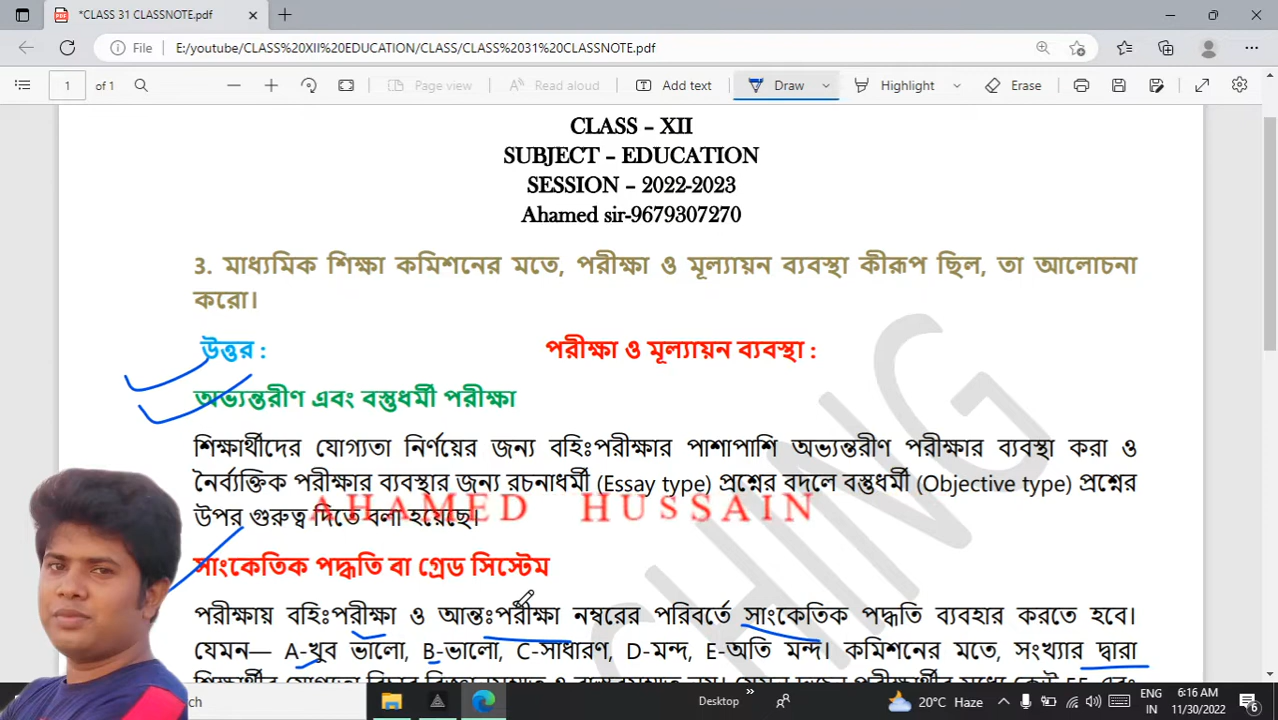 *CLASS 31 CLASSNOTE.pdf
File E:/youtube/CLASS%20XII%20EDUCATION/CLASS/CLASS%2031%20CLASSNOTE.pdf
1 of 1 Page view Read aloud Add text Draw Highlight Erase
CLASS – XII
SUBJECT – EDUCATION
SESSION – 2022-2023
Ahamed sir-9679307270
3. মাধ্যমিক শিক্ষা কমিশনের মতে, পরীক্ষা ও মূল্যায়ন ব্যবস্থা কীরূপ ছিল, তা আলোচনা
করো।
উত্তর : পরীক্ষা ও মূল্যায়ন ব্যবস্থা :
অভ্যন্তরীণ এবং বস্তুধর্মী পরীক্ষা
শিক্ষার্থীদের যোগ্যতা নির্ণয়ের জন্য বহিঃপরীক্ষার পাশাপাশি অভ্যন্তরীণ পরীক্ষার ব্যবস্থা করা ও
নৈর্ব্যক্তিক পরীক্ষার ব্যবস্থার জন্য রচনাধর্মী (Essay type) প্রশ্নের বদলে বস্তুধর্মী (Objective type) প্রশ্নের
উপর গুরুত্ব দিতে বলা হয়েছে।
AHAMED HUSSAIN
সাংকেতিক পদ্ধতি বা গ্রেড সিস্টেম
পরীক্ষায় বহিঃপরীক্ষা ও আন্তঃপরীক্ষা নম্বরের পরিবর্তে সাংকেতিক পদ্ধতি ব্যবহার করতে হবে।
যেমন— A-খুব ভালো, B-ভালো, C-সাধারণ, D-মন্দ, E-অতি মন্দ। কমিশনের মতে, সংখ্যার দ্বারা
CHING
Desktop 20°C Haze ENG IN 6:16 AM 11/30/2022 6